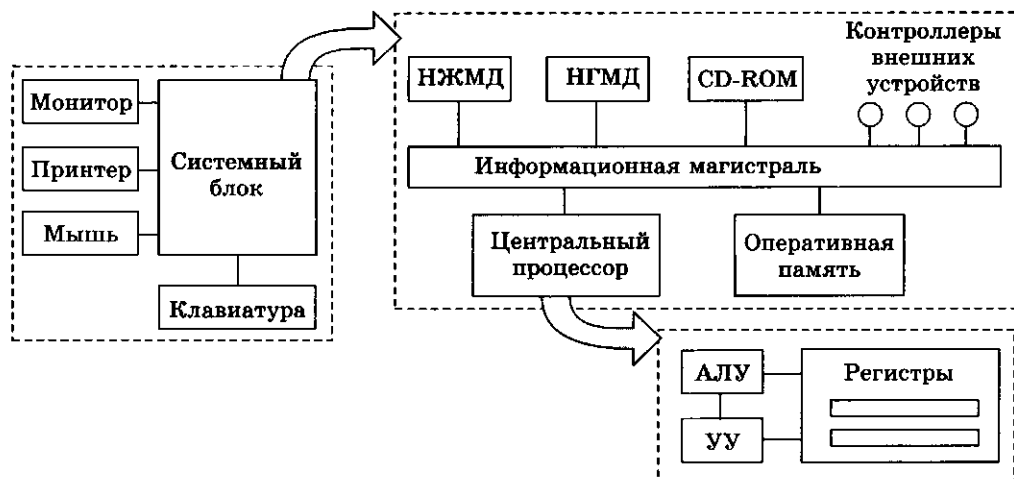 Монитор
Принтер
Мышь
Системный
блок
Клавиатура
НЖМД
НГМД
CD-ROM
Контроллеры
внешних
устройств
Информационная магистраль
Центральный
процессор
Оперативная
память
АЛУ
УУ
Регистры